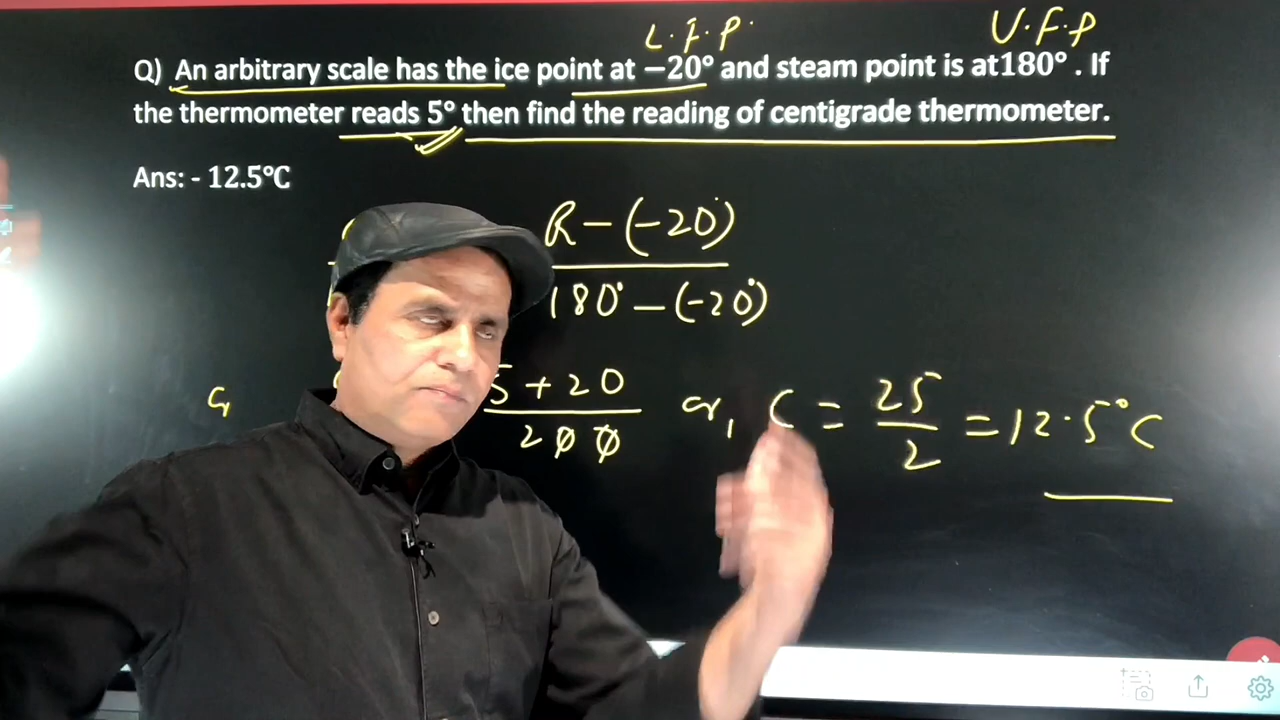 L.f.p.
U.f.p
Q) An arbitrary scale has the ice point at −20° and steam point is at180° . If
the thermometer reads 5° then find the reading of centigrade thermometer.
Ans: - 12.5°C
R − (−20°)
180° − (−20°)
5 + 20
200
or, C = 25/2 = 12.5°C